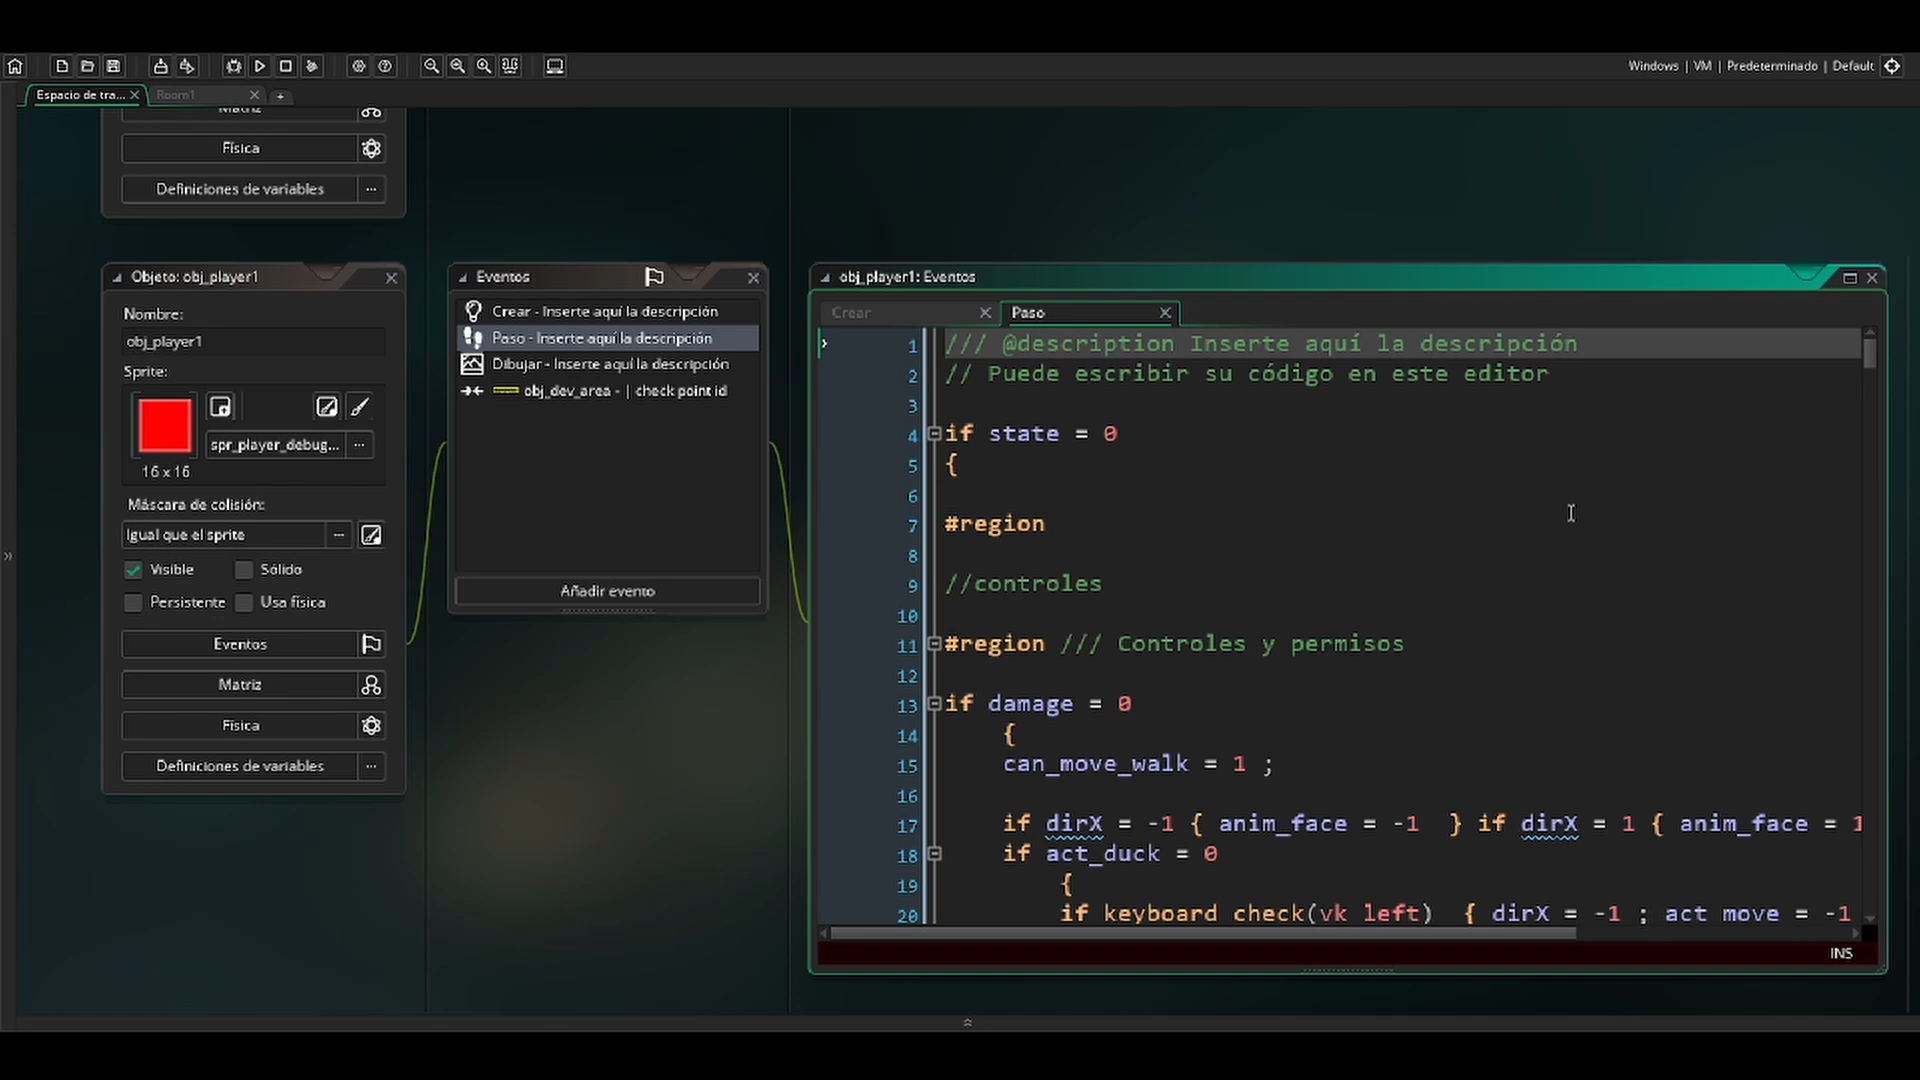 Windows | VM | Predeterminado | Default
Espacio de tra...
Room1
Matriz
Física
Definiciones de variables
Objeto: obj_player1
Nombre:
obj_player1
Sprite:
spr_player_debug...
16 x 16
Máscara de colisión:
Igual que el sprite
Visible
Sólido
Persistente
Usa física
Eventos
Matriz
Física
Definiciones de variables
Eventos
Crear - Inserte aquí la descripción
Paso - Inserte aquí la descripción
Dibujar - Inserte aquí la descripción
obj_dev_area - | check point id
Añadir evento
obj_player1: Eventos
Crear
Paso
1 /// @description Inserte aquí la descripción
2 // Puede escribir su código en este editor
3
4 if state = 0
5 {
6
7 #region
8
9 //controles
10
11 #region /// Controles y permisos
12
13 if damage = 0
14 {
15 can_move_walk = 1 ;
16
17 if dirX = -1 { anim_face = -1 } if dirX = 1 { anim_face = 1
18 if act_duck = 0
19 {
20 if keyboard_check(vk_left) { dirX = -1 ; act_move = -1
INS